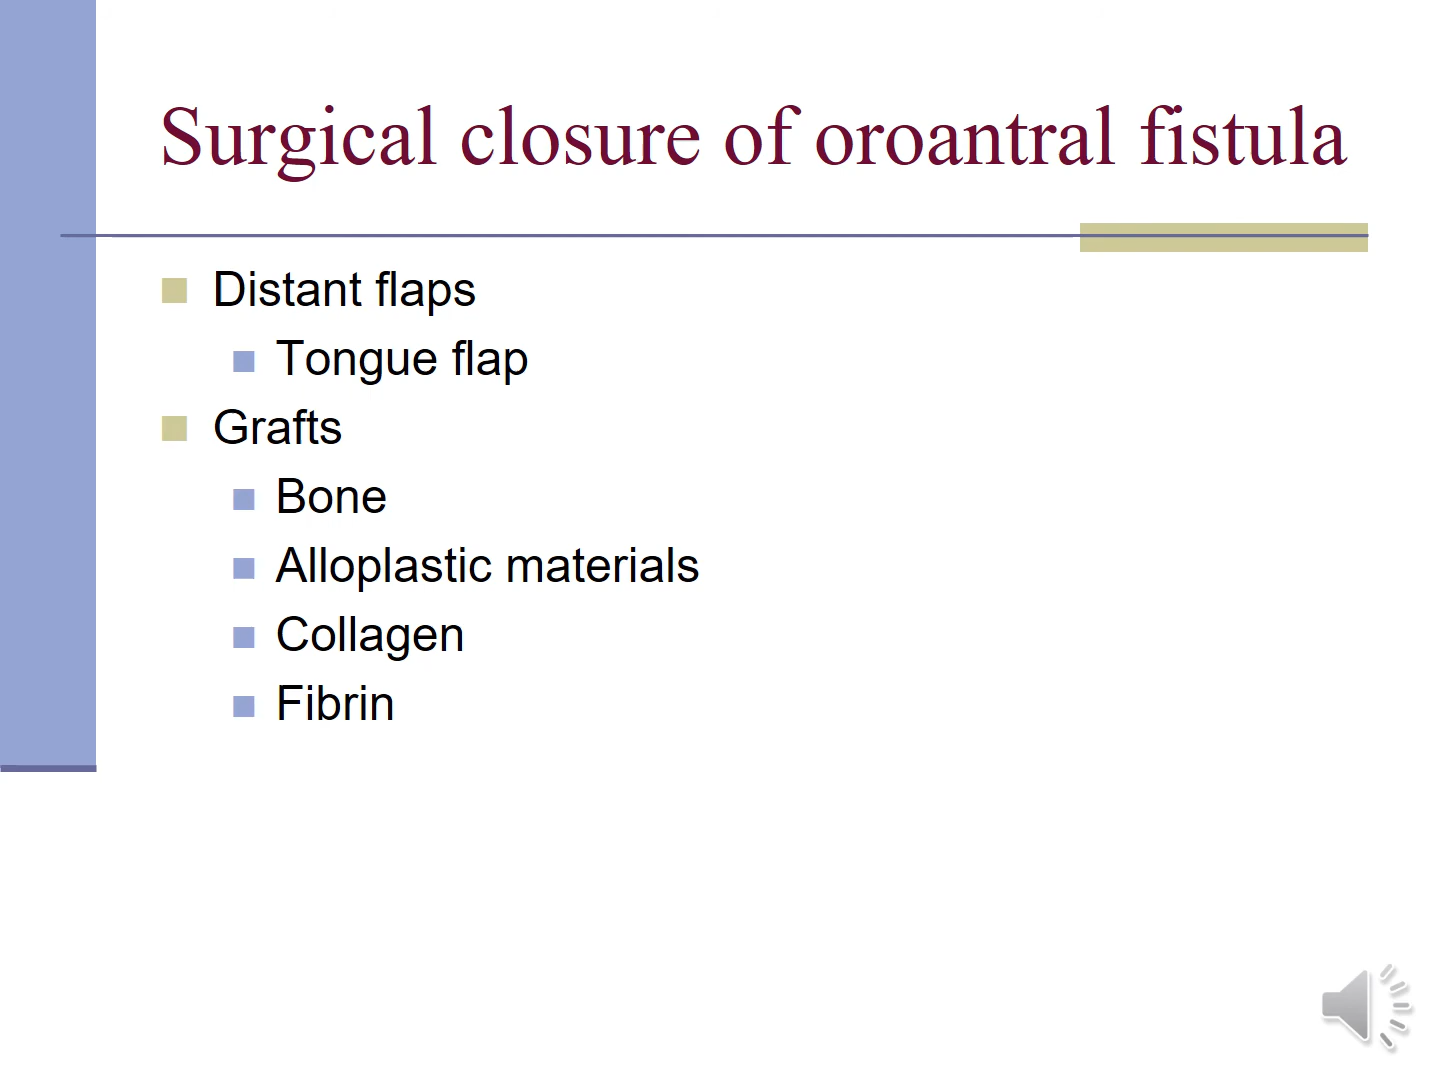 Surgical closure of oroantral fistula
Distant flaps
Tongue flap
Grafts
Bone
Alloplastic materials
Collagen
Fibrin